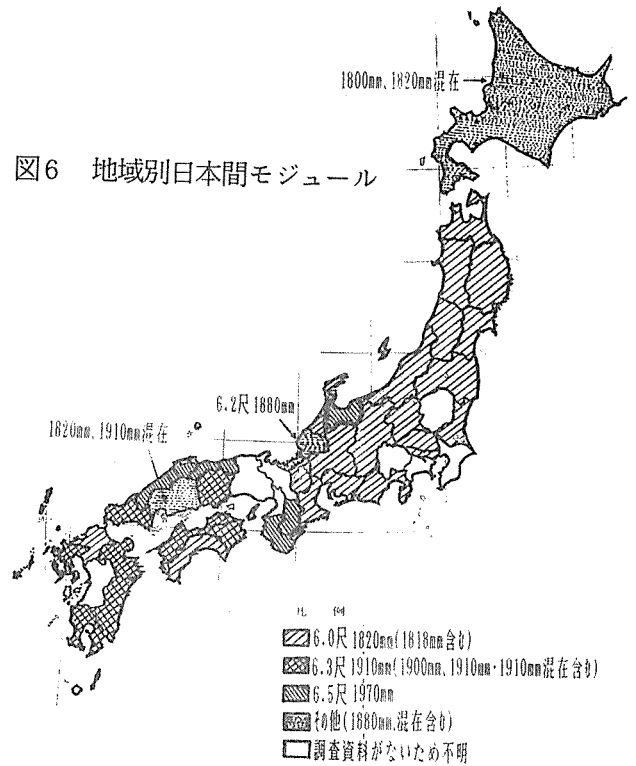 1800mm、1820mm混在
図6 地域別日本間モジュール
6.2尺 1880mm
1820mm、1910mm混在
凡例
6.0尺 1820mm(1818mm含む)
6.3尺 1910mm(1900mm、1910mm・1910mm混在含む)
6.5尺 1970mm
その他(1880mm、混在含む)
調査資料がないため不明